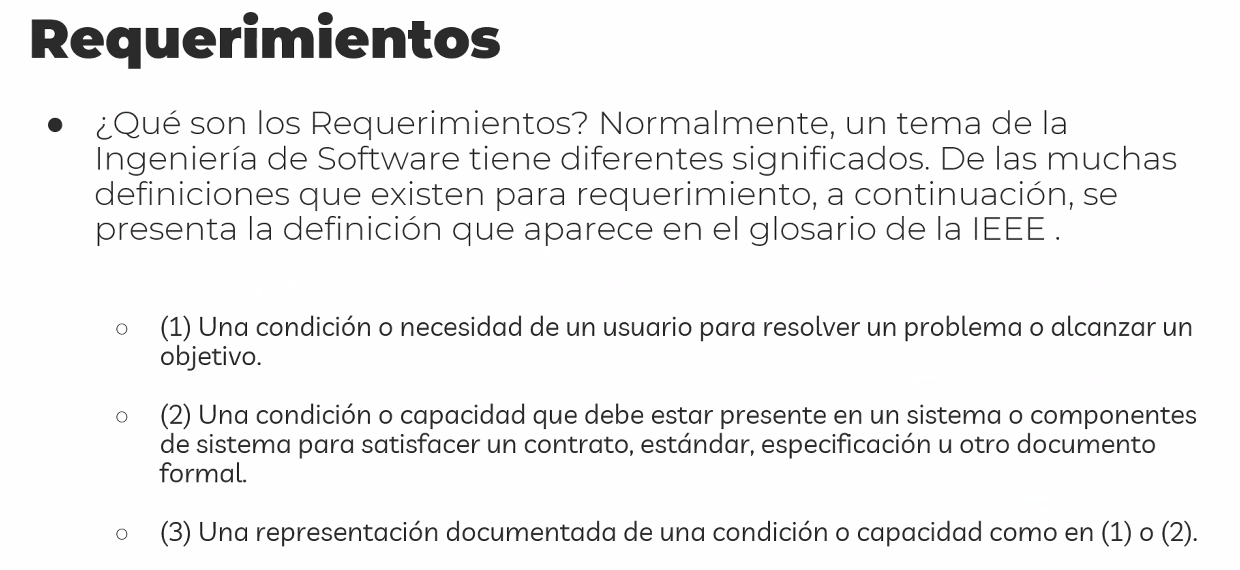 Requerimientos
● ¿Qué son los Requerimientos? Normalmente, un tema de la
Ingeniería de Software tiene diferentes significados. De las muchas
definiciones que existen para requerimiento, a continuación, se
presenta la definición que aparece en el glosario de la IEEE .
○ (1) Una condición o necesidad de un usuario para resolver un problema o alcanzar un
objetivo.
○ (2) Una condición o capacidad que debe estar presente en un sistema o componentes
de sistema para satisfacer un contrato, estándar, especificación u otro documento
formal.
○ (3) Una representación documentada de una condición o capacidad como en (1) o (2).